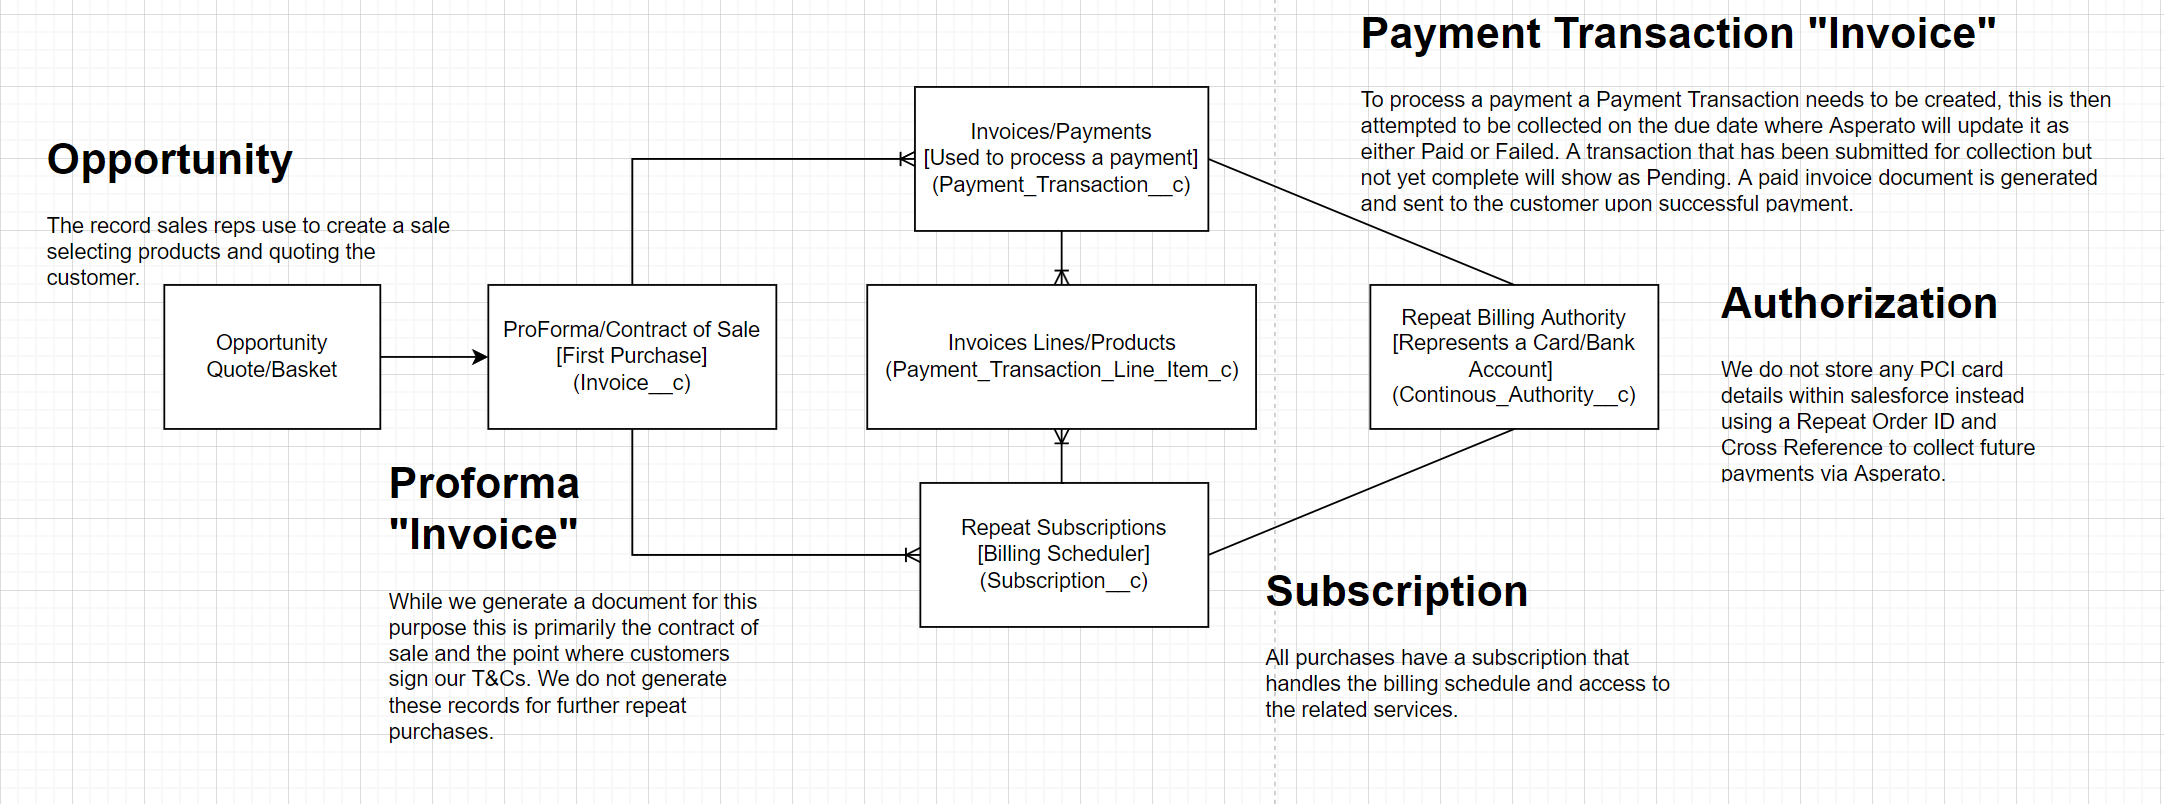 Payment Transaction "Invoice"
To process a payment a Payment Transaction needs to be created, this is then
attempted to be collected on the due date where Asperato will update it as
either Paid or Failed. A transaction that has been submitted for collection but
not yet complete will show as Pending. A paid invoice document is generated
and sent to the customer upon successful payment.
Opportunity
The record sales reps use to create a sale
selecting products and quoting the
customer.
Invoices/Payments
[Used to process a payment]
(Payment_Transaction__c)
Opportunity
Quote/Basket
ProForma/Contract of Sale
[First Purchase]
(Invoice__c)
Invoices Lines/Products
(Payment_Transaction_Line_Item_c)
Repeat Billing Authority
[Represents a Card/Bank
Account]
(Continous_Authority__c)
Authorization
We do not store any PCI card
details within salesforce instead
using a Repeat Order ID and
Cross Reference to collect future
payments via Asperato.
Proforma
"Invoice"
While we generate a document for this
purpose this is primarily the contract of
sale and the point where customers
sign our T&Cs. We do not generate
these records for further repeat
purchases.
Repeat Subscriptions
[Billing Scheduler]
(Subscription__c)
Subscription
All purchases have a subscription that
handles the billing schedule and access to
the related services.